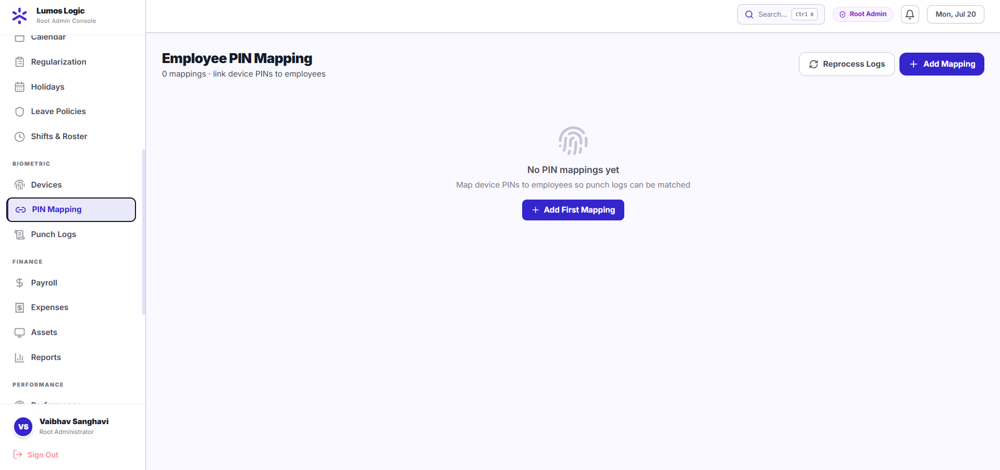 Lumos Logic
Root Admin Console
Calendar
Regularization
Holidays
Leave Policies
Shifts & Roster
BIOMETRIC
Devices
PIN Mapping
Punch Logs
FINANCE
Payroll
Expenses
Assets
Reports
PERFORMANCE
Performance
VS
Vaibhav Sanghavi
Root Administrator
Sign Out
Search...
Ctrl K
Root Admin
Mon, Jul 20
Employee PIN Mapping
0 mappings · link device PINs to employees
Reprocess Logs
Add Mapping
No PIN mappings yet
Map device PINs to employees so punch logs can be matched
Add First Mapping